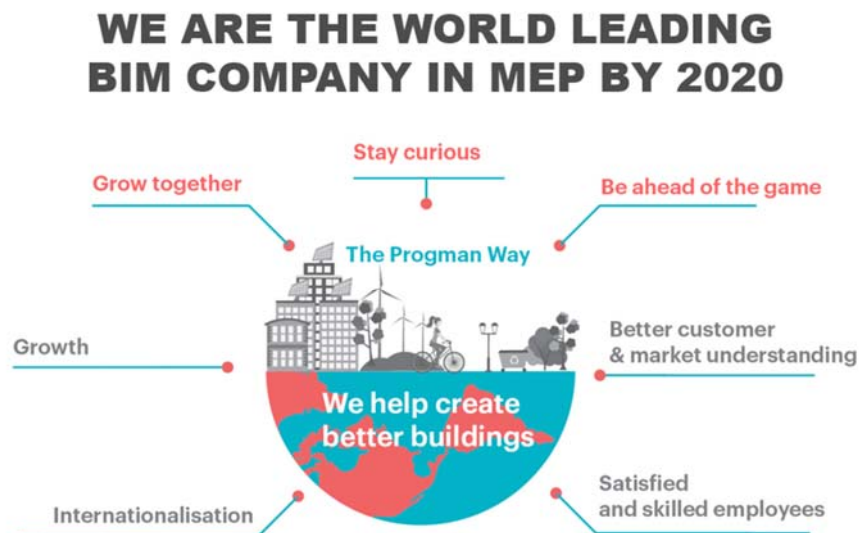 WE ARE THE WORLD LEADING
BIM COMPANY IN MEP BY 2020
Stay curious
Grow together
Be ahead of the game
The Progman Way
Growth
Better customer
& market understanding
We help create
better buildings
Satisfied
and skilled employees
Internationalisation